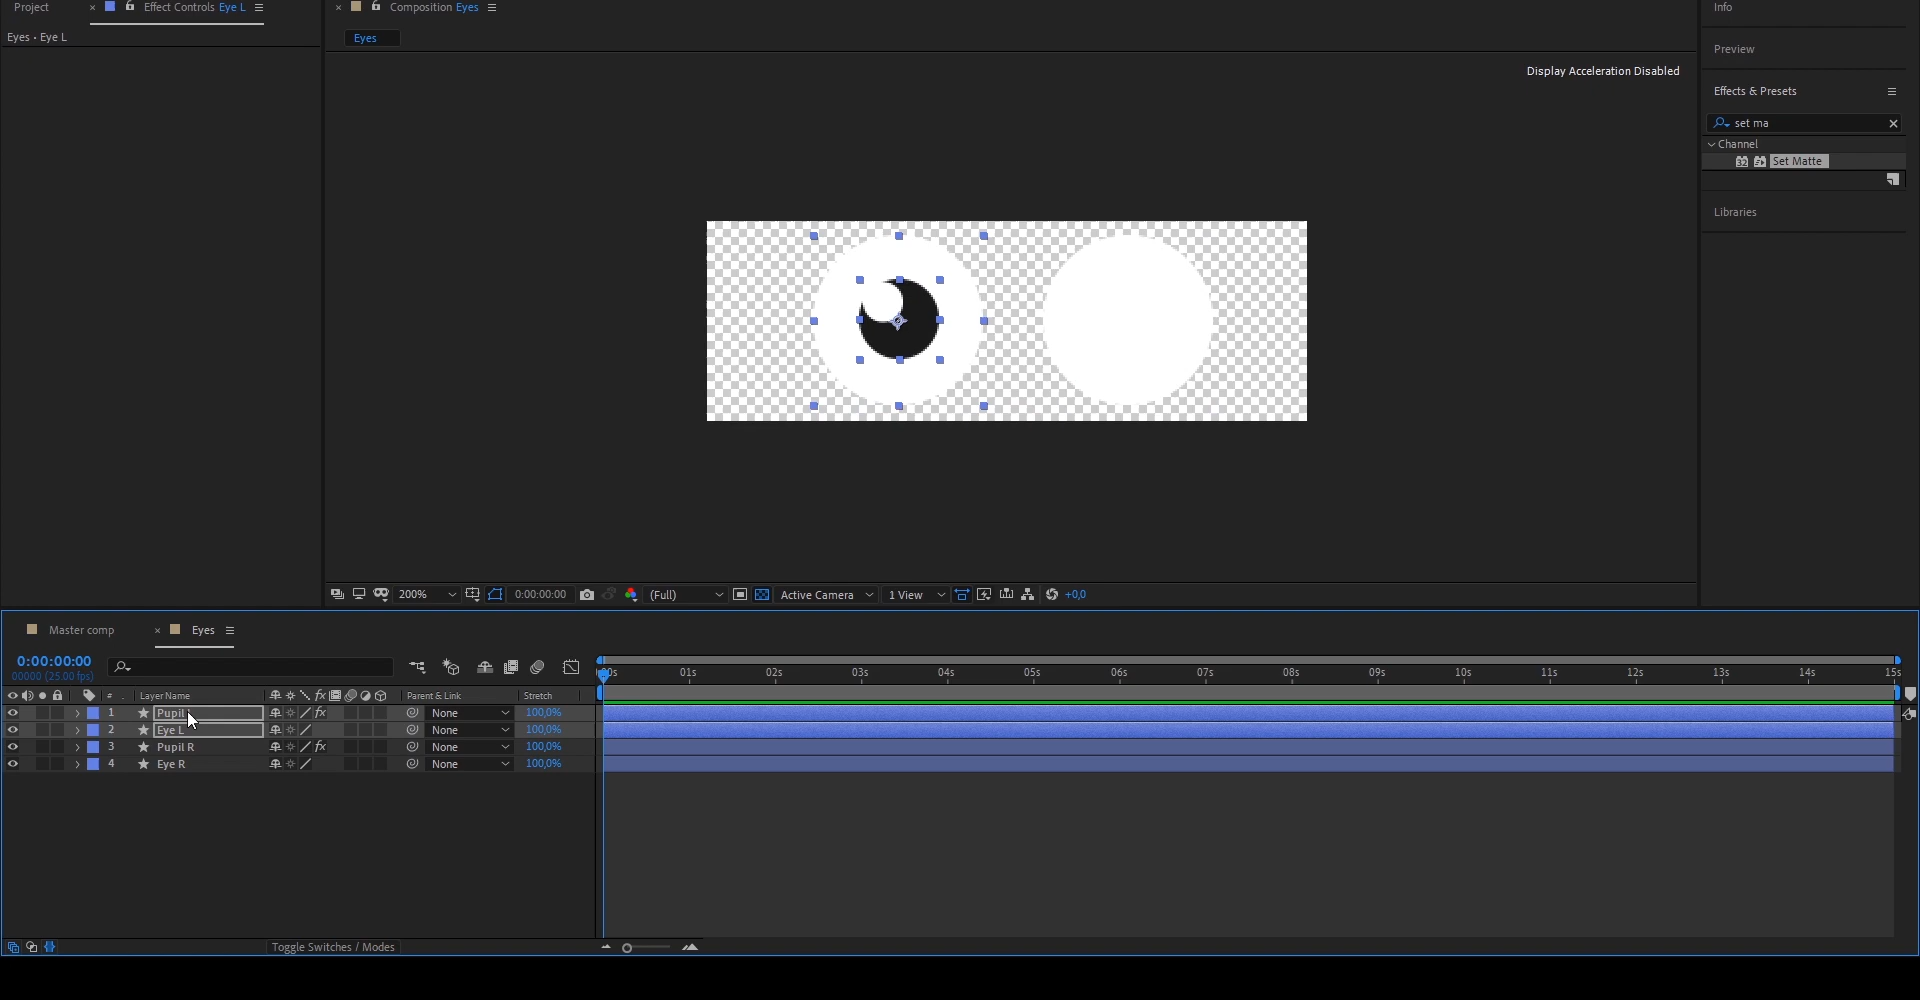 Project
Effect Controls Eye L
Composition Eyes
Info
Eyes • Eye L
Eyes
Preview
Display Acceleration Disabled
Effects & Presets
set ma
Channel
Set Matte
Libraries
200%
0:00:00:00
(Full)
Active Camera
1 View
+0,0
Master comp
Eyes
0:00:00:00
00000 (25.00 fps)
00s 01s 02s 03s 04s 05s 06s 07s 08s 09s 10s 11s 12s 13s 14s 15s
# Layer Name fx Parent & Link Stretch
1 Pupil fx None 100,0%
2 Eye L None 100,0%
3 Pupil R fx None 100,0%
4 Eye R None 100,0%
Toggle Switches / Modes